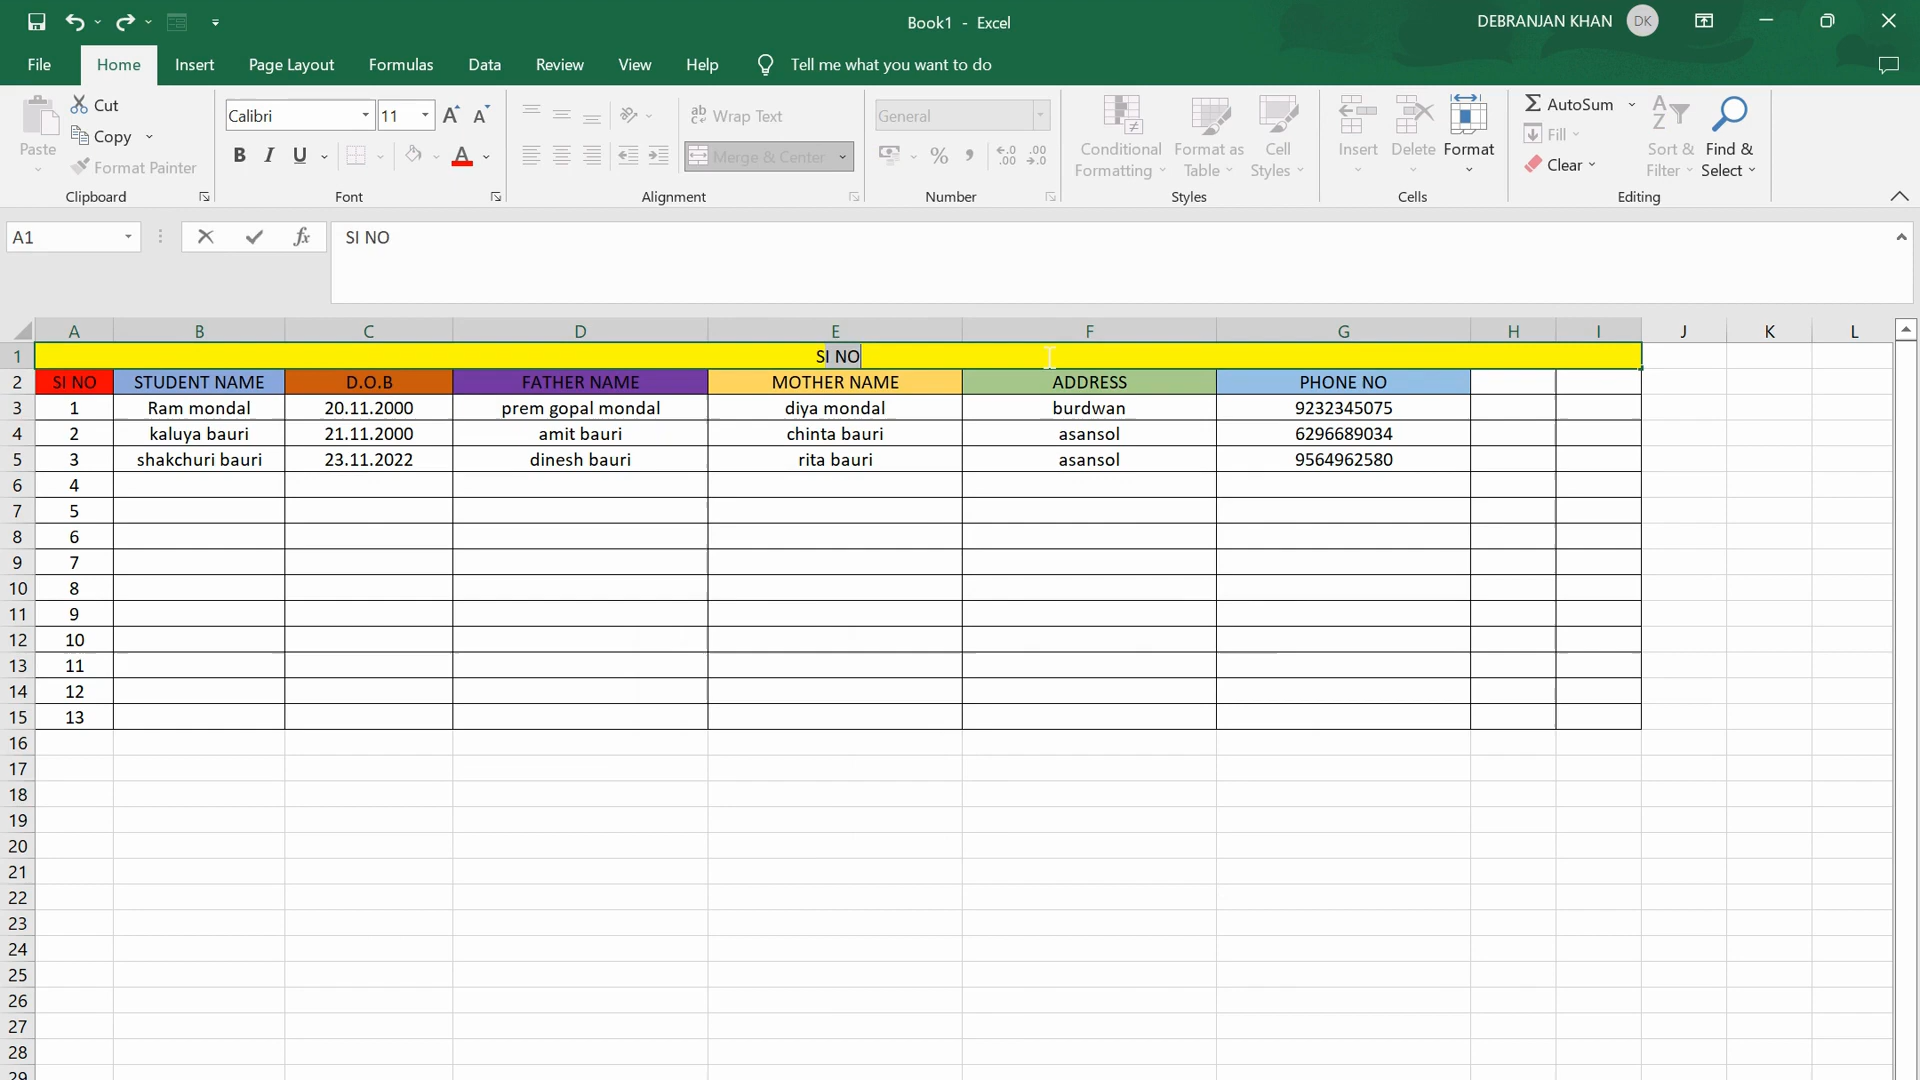 Book1 - Excel
DEBRANJAN KHAN DK
File Home Insert Page Layout Formulas Data Review View Help Tell me what you want to do
Paste
Cut
Copy
Format Painter
Clipboard
Calibri 11
B I U A
Font
ab Wrap Text
Merge & Center
Alignment
General
% , .00
Number
Conditional Formatting
Format as Table
Cell Styles
Styles
Insert Delete Format
Cells
AutoSum
Fill
Clear
Sort & Filter
Find & Select
Editing
A1 fx SI NO
A B C D E F G H I J K L
1 SI NO
2 SI NO STUDENT NAME D.O.B FATHER NAME MOTHER NAME ADDRESS PHONE NO
3 1 Ram mondal 20.11.2000 prem gopal mondal diya mondal burdwan 9232345075
4 2 kaluya bauri 21.11.2000 amit bauri chinta bauri asansol 6296689034
5 3 shakchuri bauri 23.11.2022 dinesh bauri rita bauri asansol 9564962580
6 4
7 5
8 6
9 7
10 8
11 9
12 10
13 11
14 12
15 13
16
17
18
19
20
21
22
23
24
25
26
27
28
29